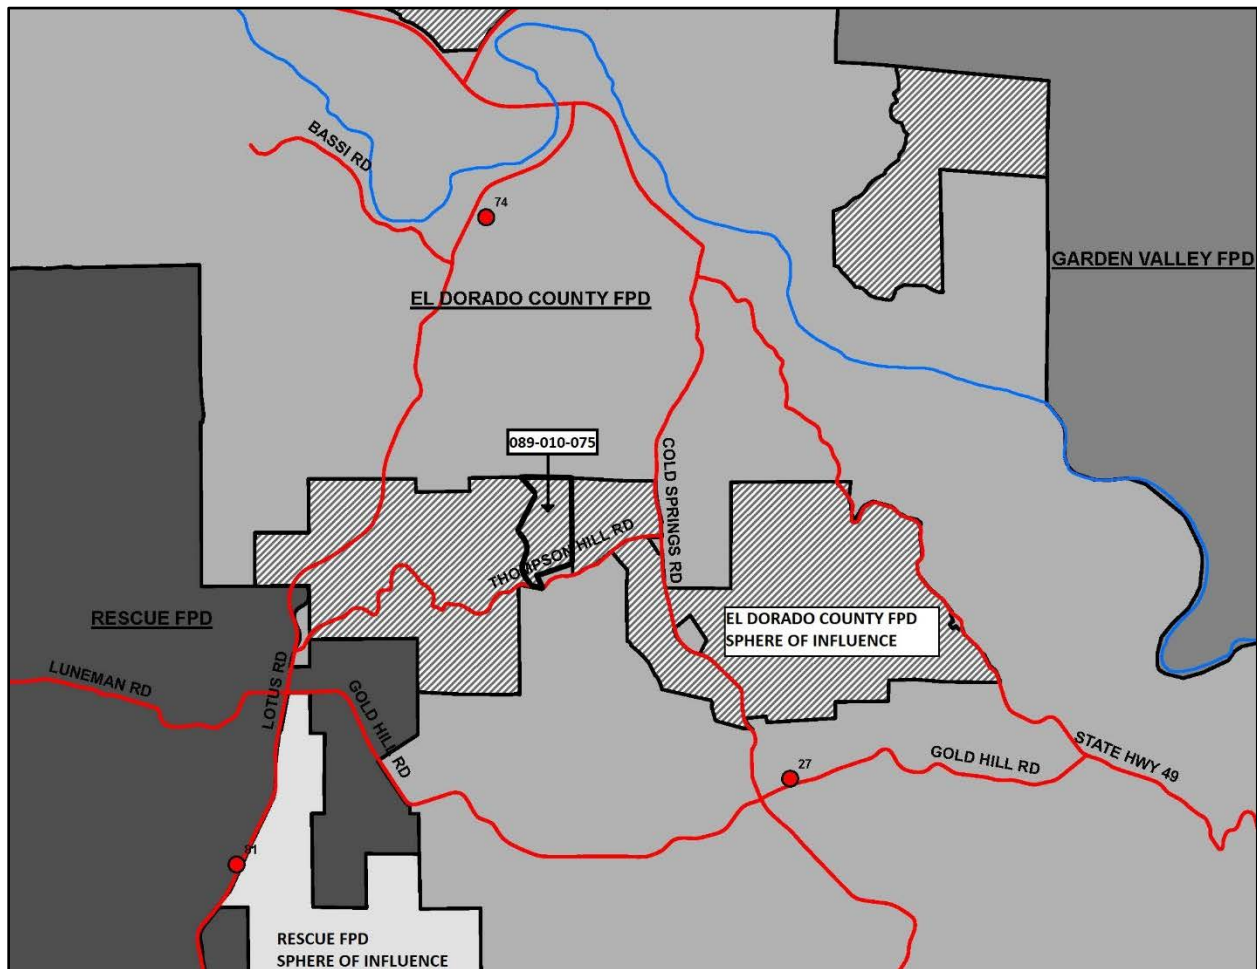 BASSI RD
74
GARDEN VALLEY FPD
EL DORADO COUNTY FPD
089-010-075
COLD SPRINGS RD
THOMPSON HILL RD
RESCUE FPD
EL DORADO COUNTY FPD
SPHERE OF INFLUENCE
LUNEMAN RD
LOTUS RD
GOLD HILL RD
GOLD HILL RD
STATE HWY 49
27
81
RESCUE FPD
SPHERE OF INFLUENCE